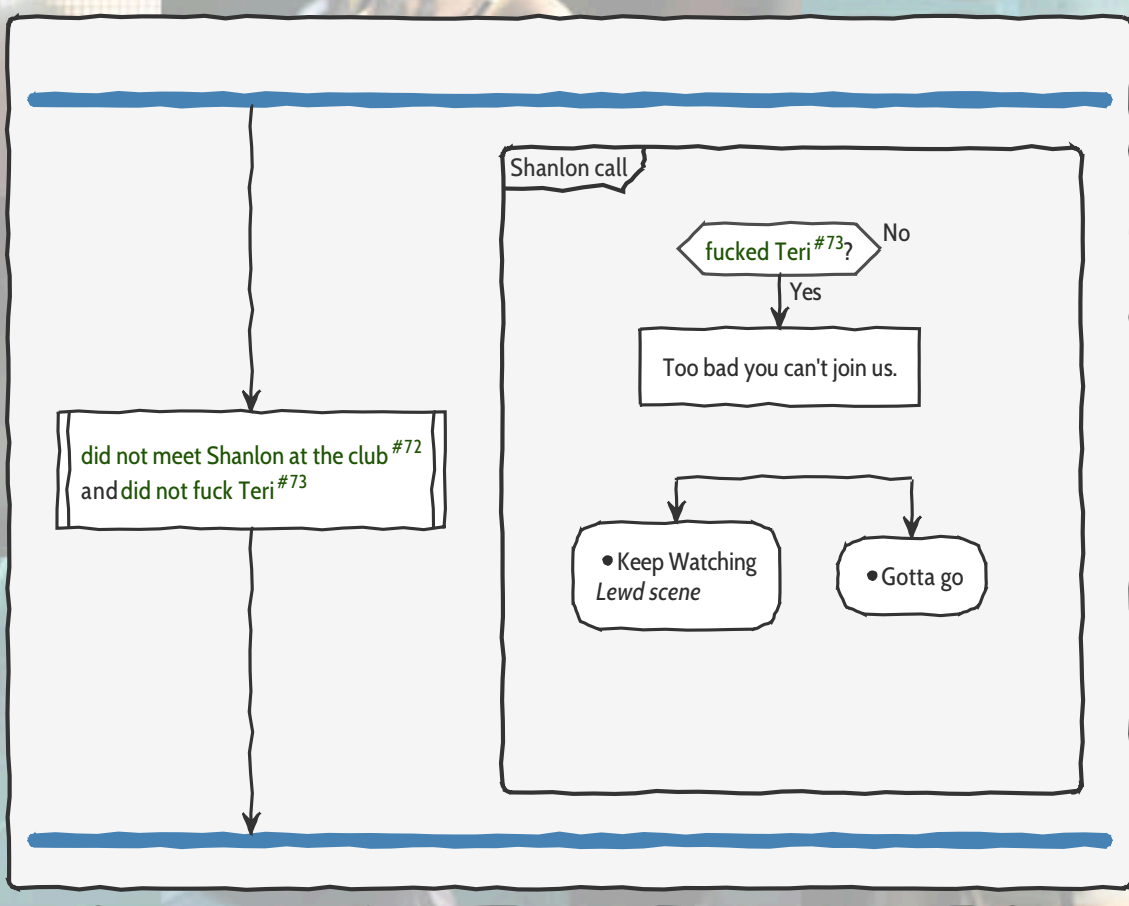 Shanlon call
fucked Teri #73?
No
Yes
Too bad you can't join us.
did not meet Shanlon at the club #72
and did not fuck Teri #73
•Keep Watching
Lewd scene
•Gotta go